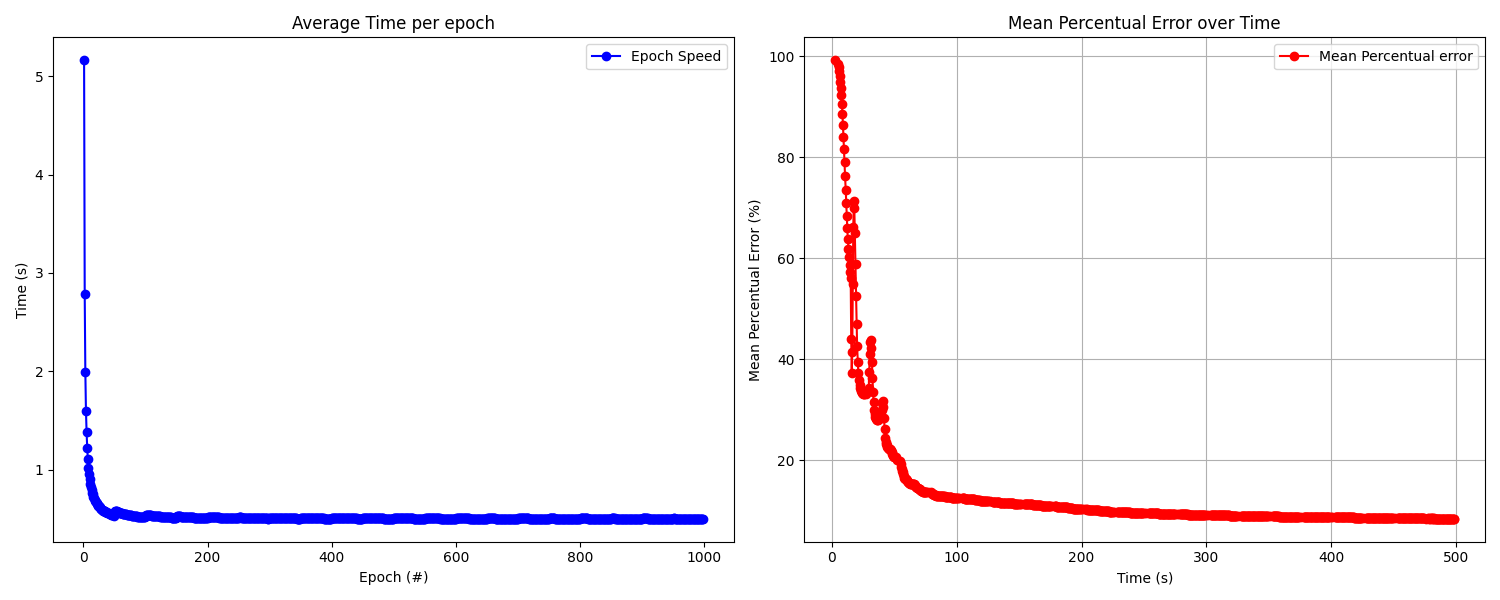 Average Time per epoch
Epoch Speed
Time (s)
5
4
3
2
1
0
200
400
600
800
1000
Epoch (#)
Mean Percentual Error over Time
Mean Percentual error
Mean Percentual Error (%)
100
80
60
40
20
0
100
200
300
400
500
Time (s)